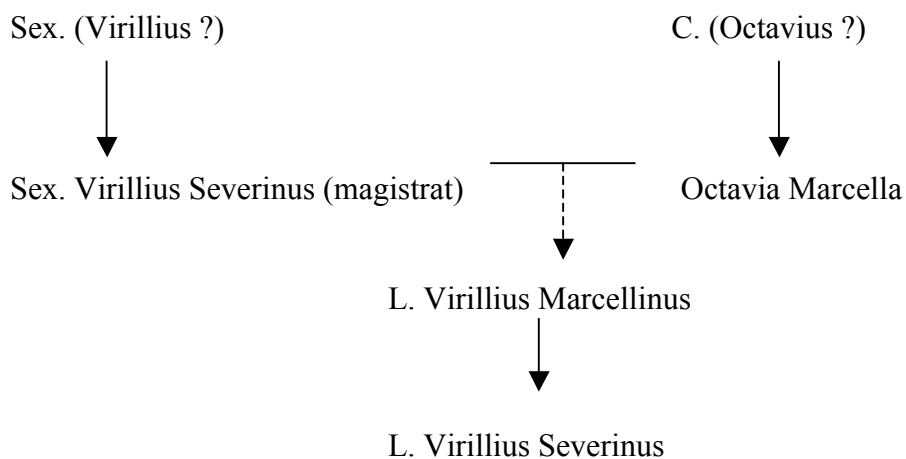 Sex. (Virillius ?) C. (Octavius ?)
Sex. Virillius Severinus (magistrat) Octavia Marcella
L. Virillius Marcellinus
L. Virillius Severinus